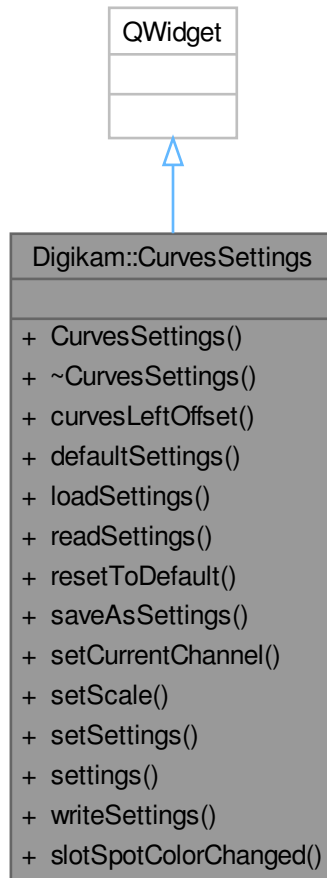 QWidget
Digikam::CurvesSettings
+ CurvesSettings()
+ ~CurvesSettings()
+ curvesLeftOffset()
+ defaultSettings()
+ loadSettings()
+ readSettings()
+ resetToDefault()
+ saveAsSettings()
+ setCurrentChannel()
+ setScale()
+ setSettings()
+ settings()
+ writeSettings()
+ slotSpotColorChanged()